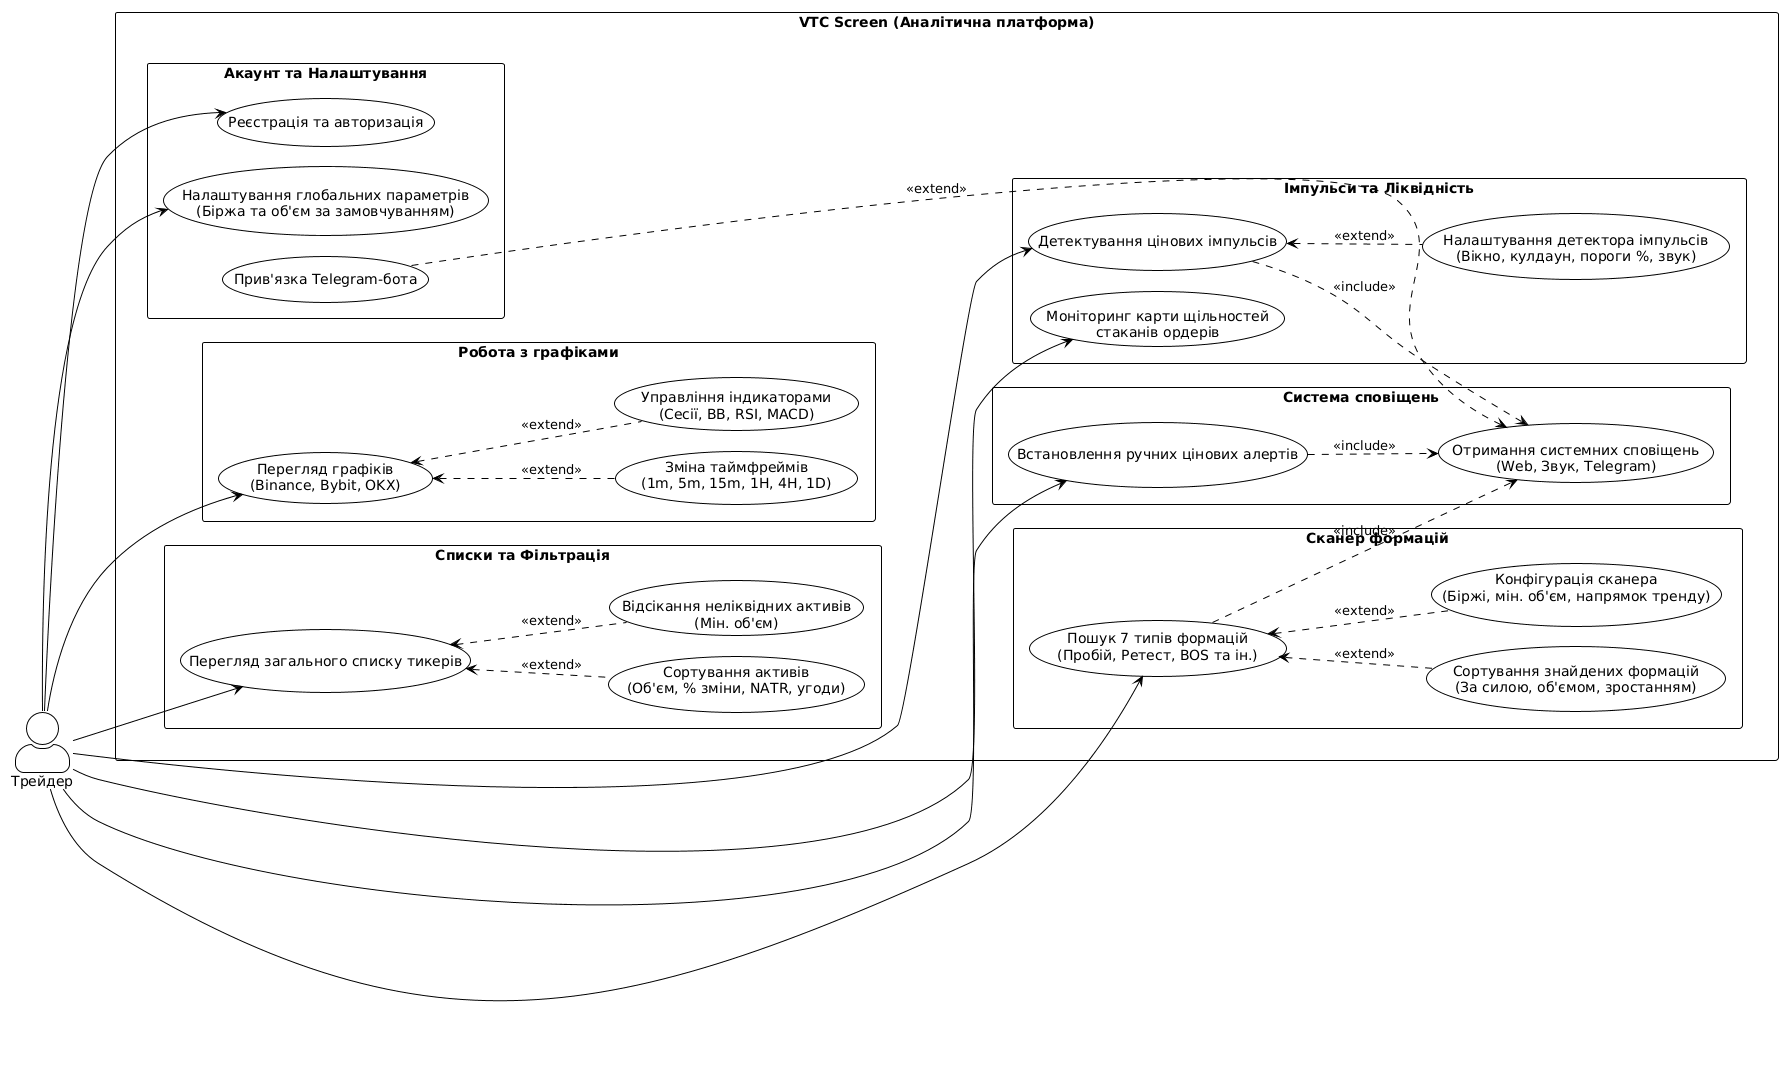 VTC Screen (Аналітична платформа)
Акаунт та Налаштування
Реєстрація та авторизація
Налаштування глобальних параметрів
(Біржа та об'єм за замовчуванням)
Прив'язка Telegram-бота
«extend»
Імпульси та Ліквідність
Детектування цінових імпульсів
«extend»
Налаштування детектора імпульсів
(Вікно, кулдаун, пороги %, звук)
«include»
Моніторинг карти щільностей
стаканів ордерів
Робота з графіками
Управління індикаторами
(Сесії, BB, RSI, MACD)
«extend»
Перегляд графіків
(Binance, Bybit, OKX)
«extend»
Зміна таймфреймів
(1m, 5m, 15m, 1H, 4H, 1D)
Система сповіщень
Встановлення ручних цінових алертів
«include»
Отримання системних сповіщень
(Web, Звук, Telegram)
«include»
Списки та Фільтрація
Відсікання неліквідних активів
(Мін. об'єм)
«extend»
Перегляд загального списку тикерів
«extend»
Сортування активів
(Об'єм, % зміни, NATR, угоди)
Сканер формацій
Конфігурація сканера
(Біржі, мін. об'єм, напрямок тренду)
«extend»
Пошук 7 типів формацій
(Пробій, Ретест, BOS та ін.)
«extend»
Сортування знайдених формацій
(За силою, об'ємом, зростанням)
Трейдер